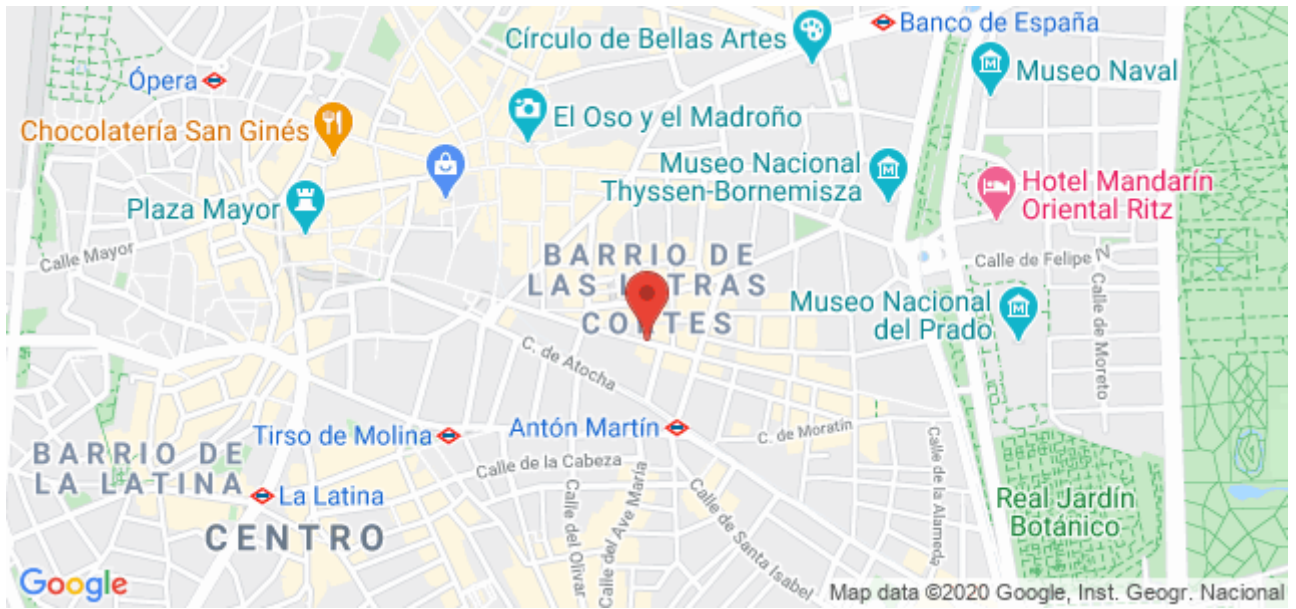 Banco de España
Círculo de Bellas Artes
Museo Naval
Ópera
El Oso y el Madroño
Chocolatería San Ginés
Museo Nacional
Thyssen-Bornemisza
Hotel Mandarín
Oriental Ritz
Plaza Mayor
Calle Mayor
BARRIO DE
LAS L TRAS
CORTES
Calle de Felipe
Museo Nacional
del Prado
Calle de Moreto
C. de Atocha
Antón Martín
Tirso de Molina
C. de Moratín
BARRIO DE
LA LATINA
Calle de la Cabeza
La Latina
CENTRO
Calle del Olivar
Calle del Ave María
Calle de Santa Isabel
Calle de la Alameda
Real Jardín
Botánico
Google
Map data ©2020 Google, Inst. Geogr. Nacional